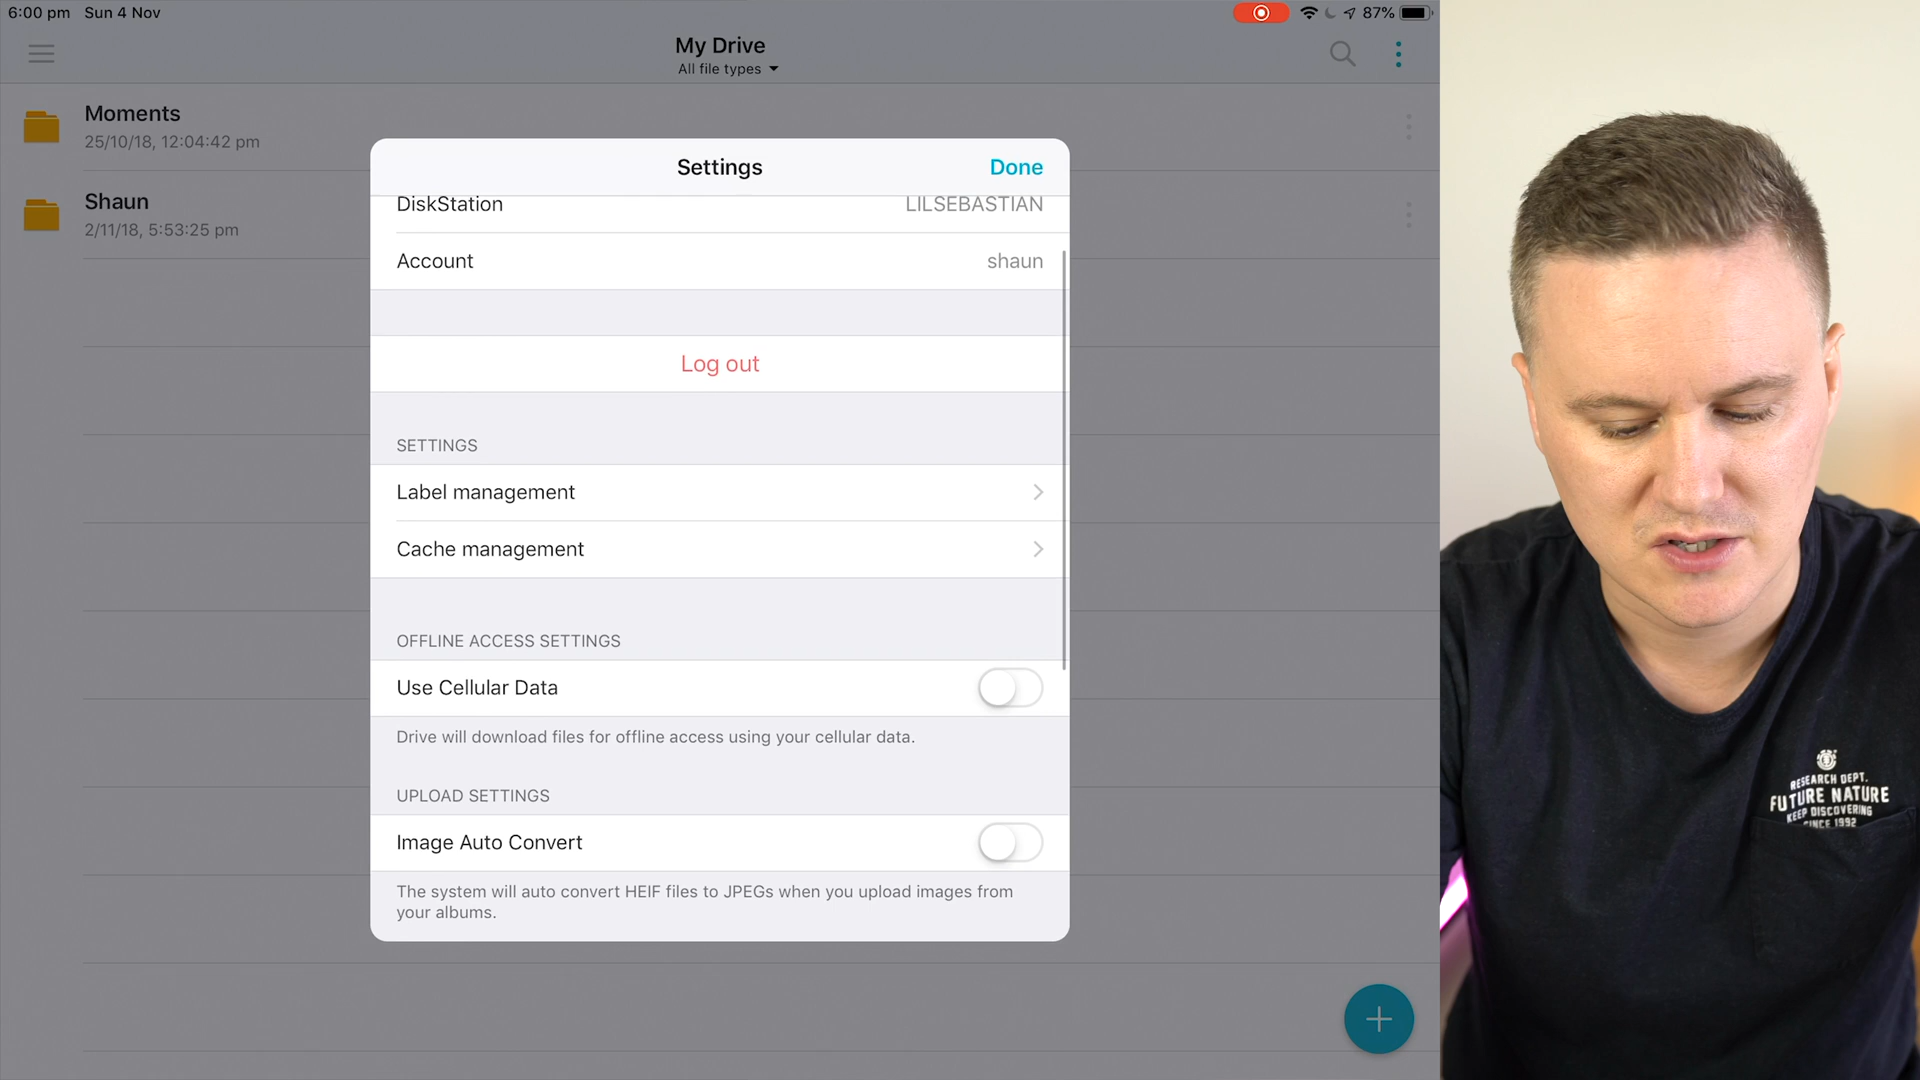 6:00 pm Sun 4 Nov
87%
My Drive
All file types
Moments
25/10/18, 12:04:42 pm
Shaun
2/11/18, 5:53:25 pm
Settings
Done
DiskStation
LILSEBASTIAN
Account
shaun
Log out
SETTINGS
Label management
Cache management
OFFLINE ACCESS SETTINGS
Use Cellular Data
Drive will download files for offline access using your cellular data.
UPLOAD SETTINGS
Image Auto Convert
The system will auto convert HEIF files to JPEGs when you upload images from
your albums.
RESEARCH DEPT.
FUTURE NATURE
KEEP DISCOVERING
SINCE 1992